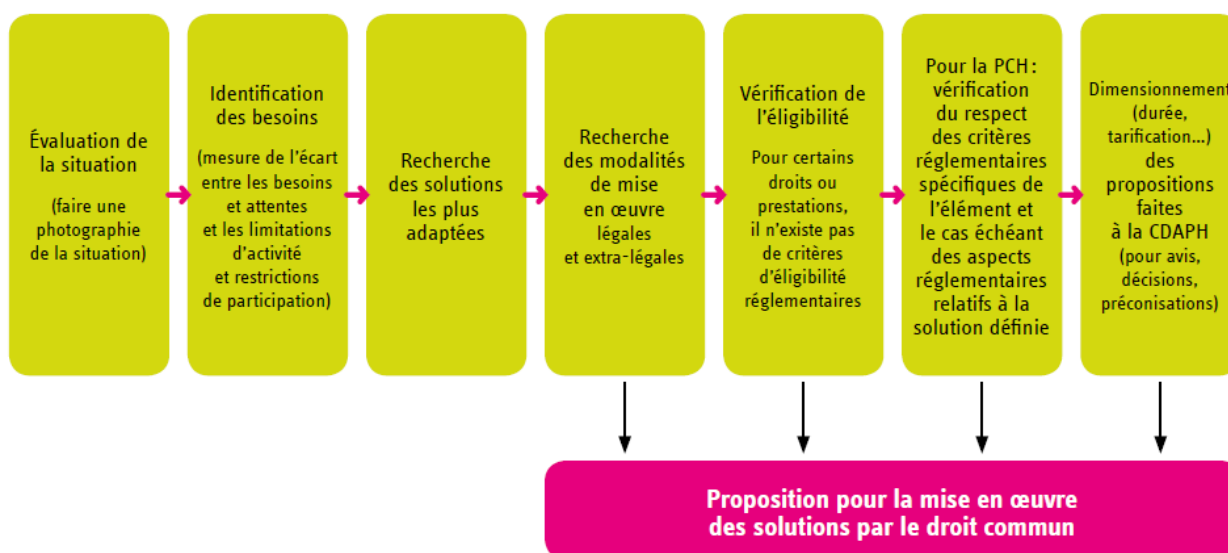 Évaluation de
la situation
(faire une
photographie
de la situation)
Identification
des besoins
(mesure de l'écart
entre les besoins
et attentes
et les limitations
d'activité
et restrictions
de participation)
Recherche
des solutions
les plus
adaptées
Recherche
des modalités
de mise
en œuvre
légales
et extra-légales
Vérification de
l'éligibilité
Pour certains
droits ou
prestations,
il n'existe pas
de critères
d'éligibilité
réglementaires
Pour la PCH :
vérification
du respect
des critères
réglementaires
spécifiques de
l'élément et
le cas échéant
des aspects
réglementaires
relatifs à la
solution définie
Dimensionnement
(durée,
tarification...)
des
propositions
faites
à la CDAPH
(pour avis,
décisions,
préconisations)
Proposition pour la mise en œuvre
des solutions par le droit commun